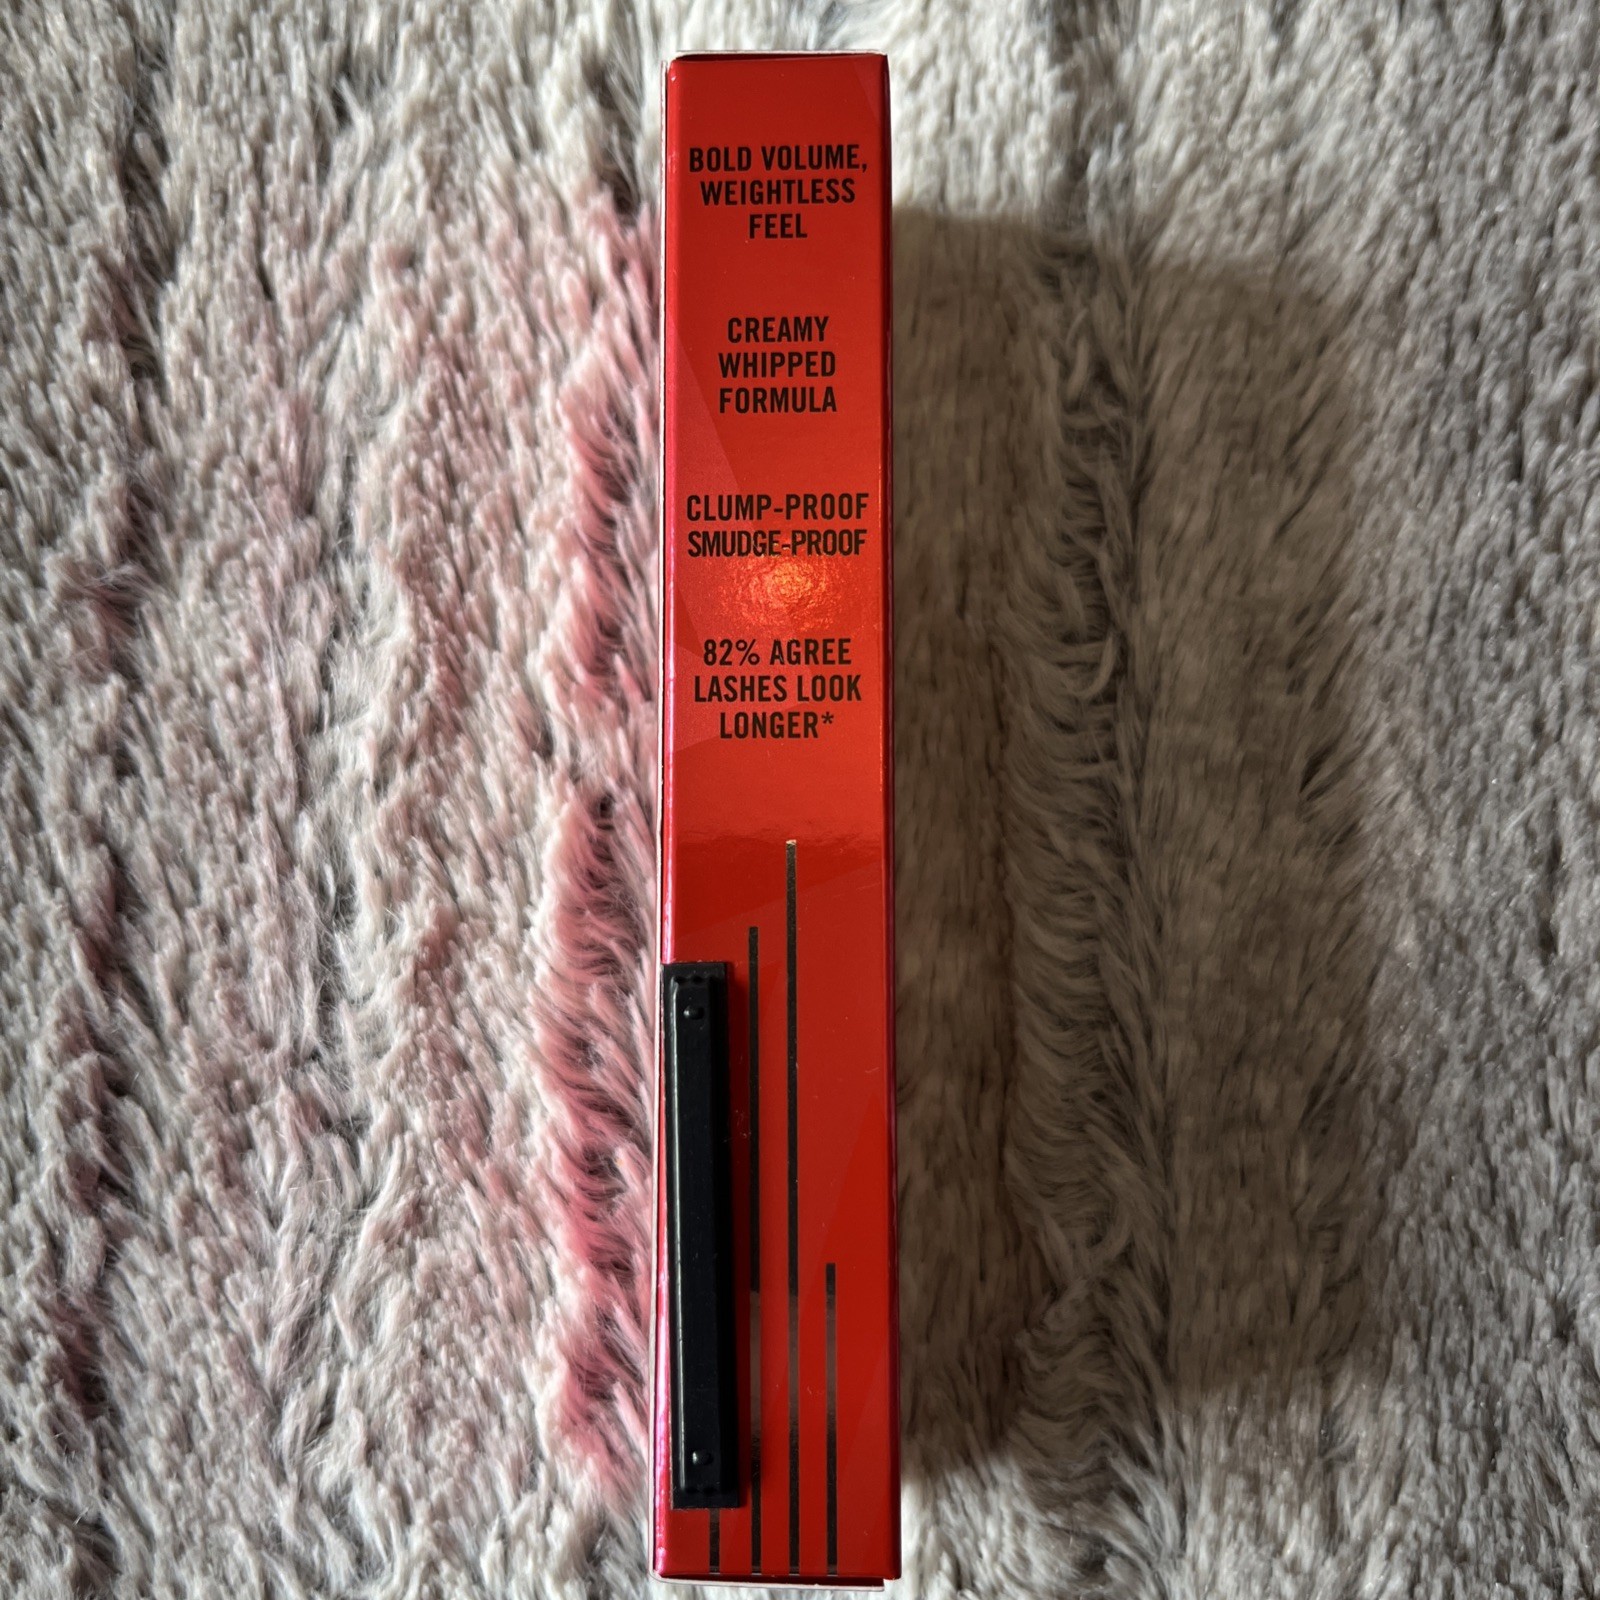 BOLD VOLUME,
WEIGHTLESS
FEEL
CREAMY
WHIPPED
FORMULA
CLUMP-PROOF
SMUDGE-PROOF
82% AGREE
LASHES LOOK
LONGER*